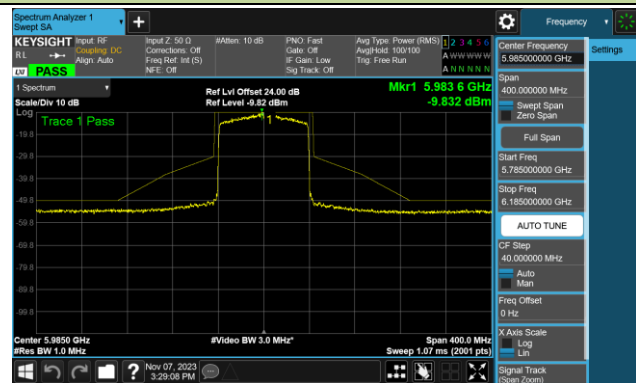 Spectrum Analyzer 1
Swept SA
Frequency
KEYSIGHT
Input: RF
Input Z: 50 Ω
#Atten: 10 dB
PNO: Fast
Avg Type: Power (RMS)
1 2 3 4 5 6
RL
Coupling: DC
Corrections: Off
Gate: Off
Avg|Hold: 100/100
A W W W W W
Align: Auto
Freq Ref: Int (S)
IF Gain: Low
Trig: Free Run
PASS
NFE: Off
Sig Track: Off
A N N N N N
Center Frequency
5.985000000 GHz
Settings
Span
400.000000 MHz
Swept Span
Zero Span
Full Span
Start Freq
5.785000000 GHz
Stop Freq
6.185000000 GHz
AUTO TUNE
CF Step
40.000000 MHz
Auto
Man
Freq Offset
0 Hz
X Axis Scale
Log
Lin
Signal Track
(Span Zoom)
1 Spectrum
Scale/Div 10 dB
Ref Lvl Offset 24.00 dB
Ref Level -9.82 dBm
Mkr1 5.983 6 GHz
-9.832 dBm
Log
Trace 1 Pass
1
-19.8
-29.8
-39.8
-49.8
-59.8
-69.8
-79.8
-89.8
-99.8
Center 5.9850 GHz
#Video BW 3.0 MHz*
Span 400.0 MHz
#Res BW 1.0 MHz
Sweep 1.07 ms (2001 pts)
Nov 07, 2023
3:29:08 PM